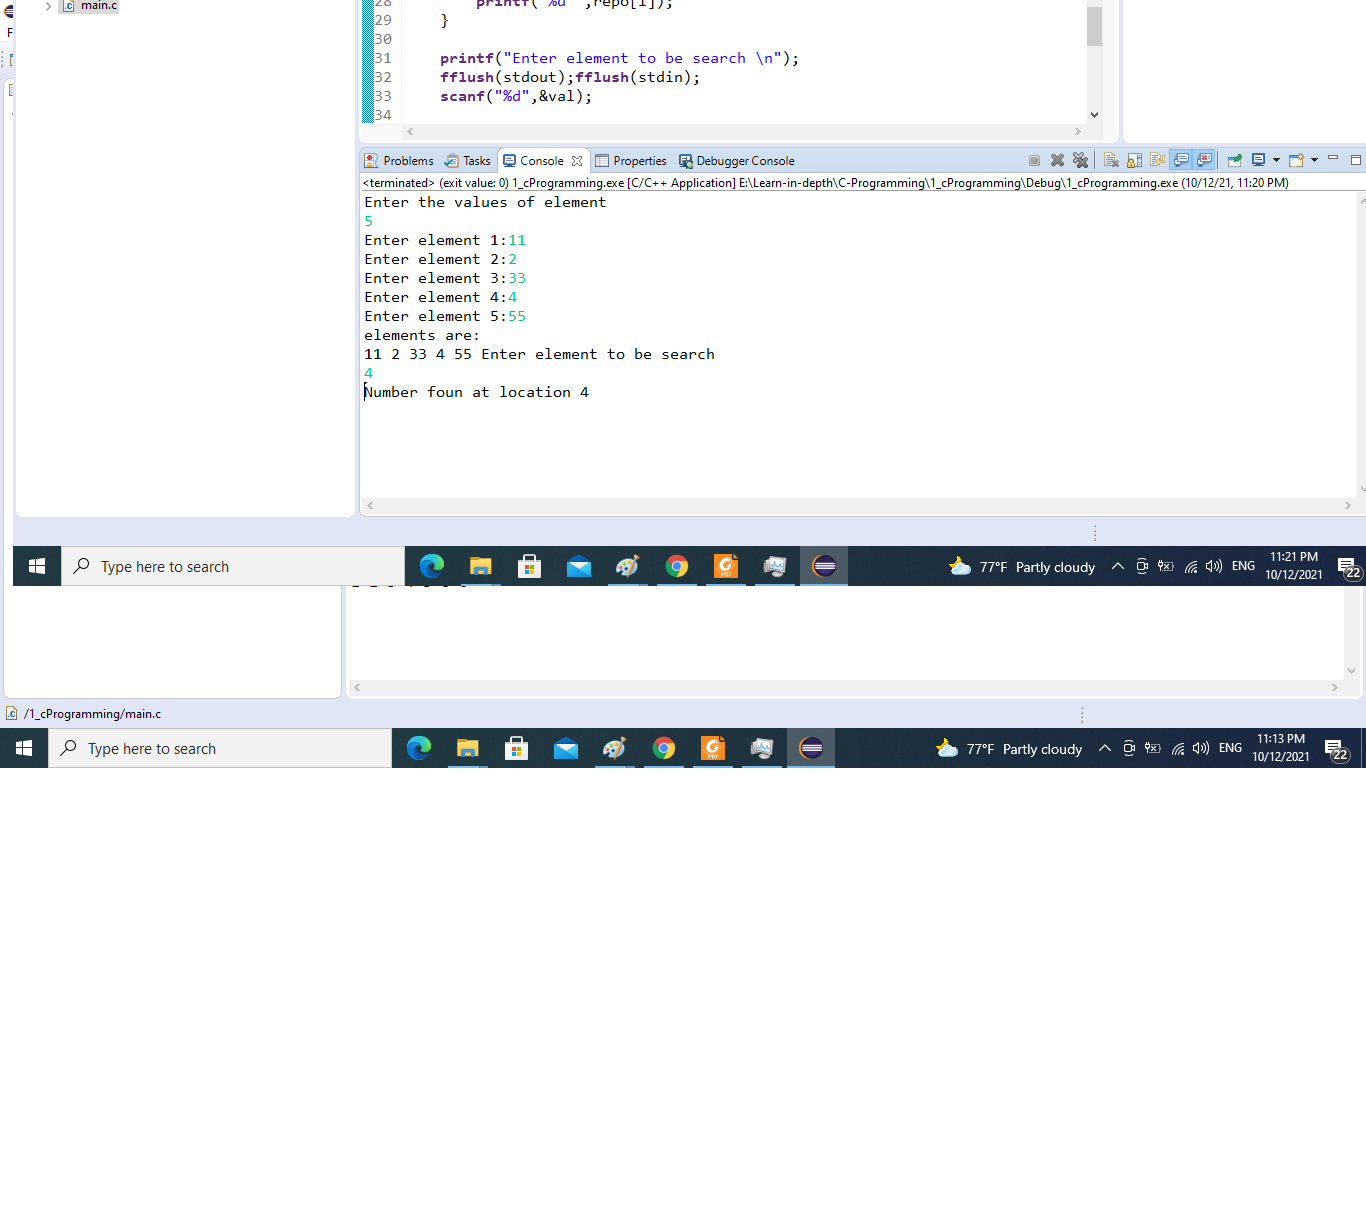 main.c
F
28 printf("%d ",repo[i]);
29 }
30
31 printf("Enter element to be search \n");
32 fflush(stdout);fflush(stdin);
33 scanf("%d",&val);
34
Problems Tasks Console Properties Debugger Console
<terminated> (exit value: 0) 1_cProgramming.exe [C/C++ Application] E:\Learn-in-depth\C-Programming\1_cProgramming\Debug\1_cProgramming.exe (10/12/21, 11:20 PM)
Enter the values of element
5
Enter element 1:11
Enter element 2:2
Enter element 3:33
Enter element 4:4
Enter element 5:55
elements are:
11 2 33 4 55 Enter element to be search
4
Number foun at location 4
Type here to search 77°F Partly cloudy ENG 11:21 PM 10/12/2021 22
/1_cProgramming/main.c
Type here to search 77°F Partly cloudy ENG 11:13 PM 10/12/2021 22